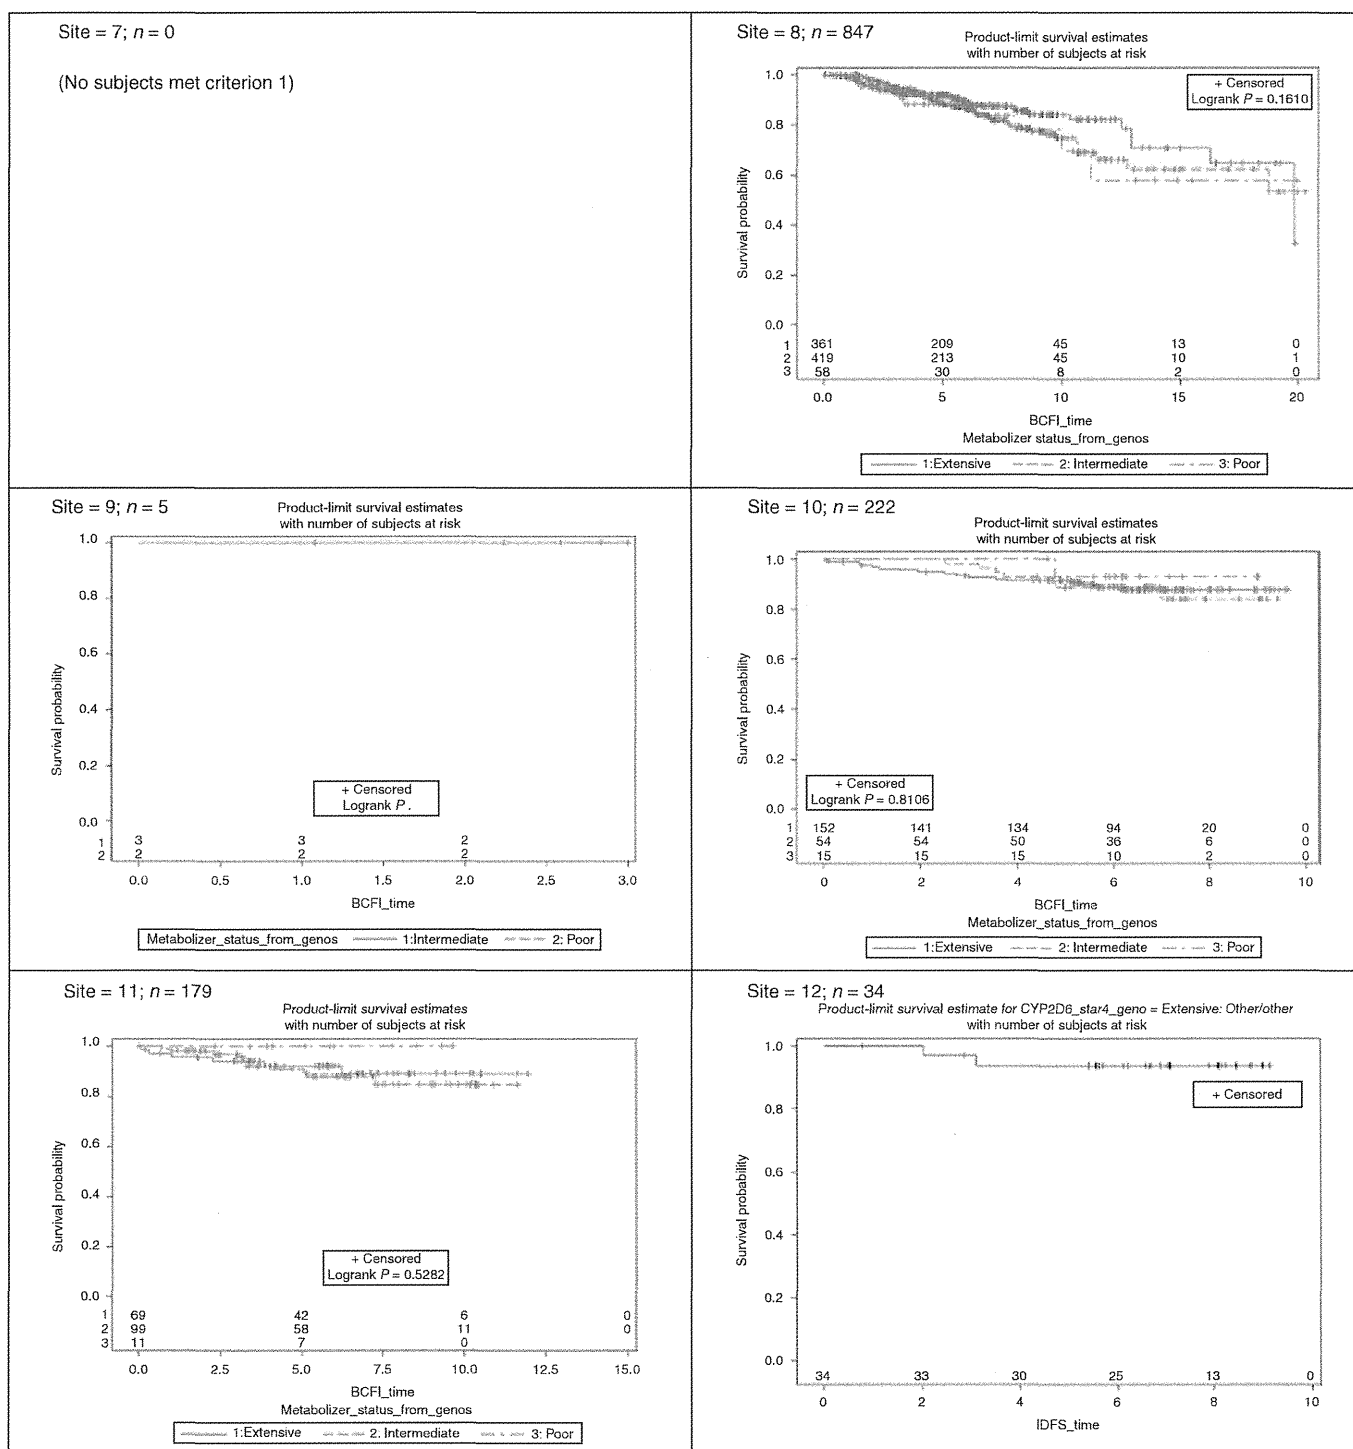 Site = 7; n = 0
(No subjects met criterion 1)
Site = 8; n = 847
Product-limit survival estimates
with number of subjects at risk
+ Censored
Logrank P = 0.1610
Survival probability
1.0
0.8
0.6
0.4
0.2
0.0
1 361 209 45 13 0
2 419 213 45 10 1
3 58 30 8 2 0
0.0 5 10 15 20
BCFI_time
Metabolizer status_from_genos
1:Extensive 2: Intermediate 3: Poor
Site = 9; n = 5
Product-limit survival estimates
with number of subjects at risk
Survival probability
1.0
0.8
0.6
0.4
0.2
0.0
+ Censored
Logrank P .
1 3 3 2
2 2 2 2
0.0 0.5 1.0 1.5 2.0 2.5 3.0
BCFI_time
Metabolizer_status_from_genos 1:Intermediate 2: Poor
Site = 10; n = 222
Product-limit survival estimates
with number of subjects at risk
Survival probability
1.0
0.8
0.6
0.4
0.2
0.0
+ Censored
Logrank P = 0.8106
1 152 141 134 94 20 0
2 54 54 50 36 6 0
3 15 15 15 10 2 0
0 2 4 6 8 10
BCFI_time
Metabolizer_status_from_genos
1:Extensive 2: Intermediate 3: Poor
Site = 11; n = 179
Product-limit survival estimates
with number of subjects at risk
Survival probability
1.0
0.8
0.6
0.4
0.2
0.0
+ Censored
Logrank P = 0.5282
1 69 42 6 0
2 99 58 11 0
3 11 7 0
0.0 2.5 5.0 7.5 10.0 12.5 15.0
BCFI_time
Metabolizer_status_from_genos
1:Extensive 2: Intermediate 3: Poor
Site = 12; n = 34
Product-limit survival estimate for CYP2D6_star4_geno = Extensive: Other/other
with number of subjects at risk
Survival probability
1.0
0.8
0.6
0.4
0.2
0.0
+ Censored
34 33 30 25 13 0
0 2 4 6 8 10
IDFS_time